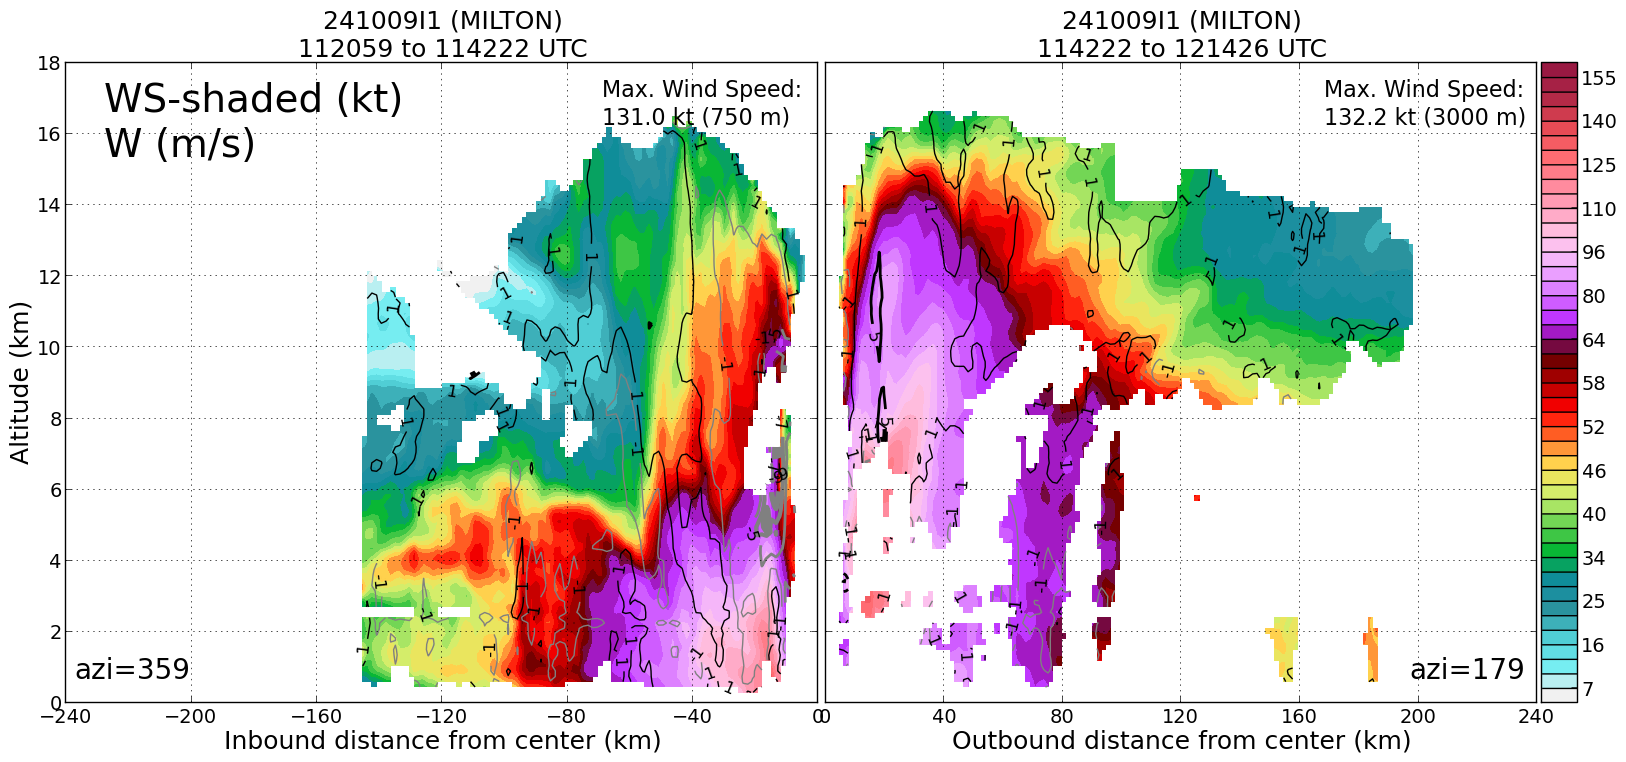 241009I1 (MILTON)
112059 to 114222 UTC
241009I1 (MILTON)
114222 to 121426 UTC
WS-shaded (kt)
W (m/s)
Max. Wind Speed:
131.0 kt (750 m)
Max. Wind Speed:
132.2 kt (3000 m)
azi=359
azi=179
Altitude (km)
18
16
14
12
10
8
6
4
2
0
−240
−200
−160
−120
−80
−40
0
Inbound distance from center (km)
0
40
80
120
160
200
240
Outbound distance from center (km)
155
140
125
110
96
80
64
58
52
46
40
34
25
16
7